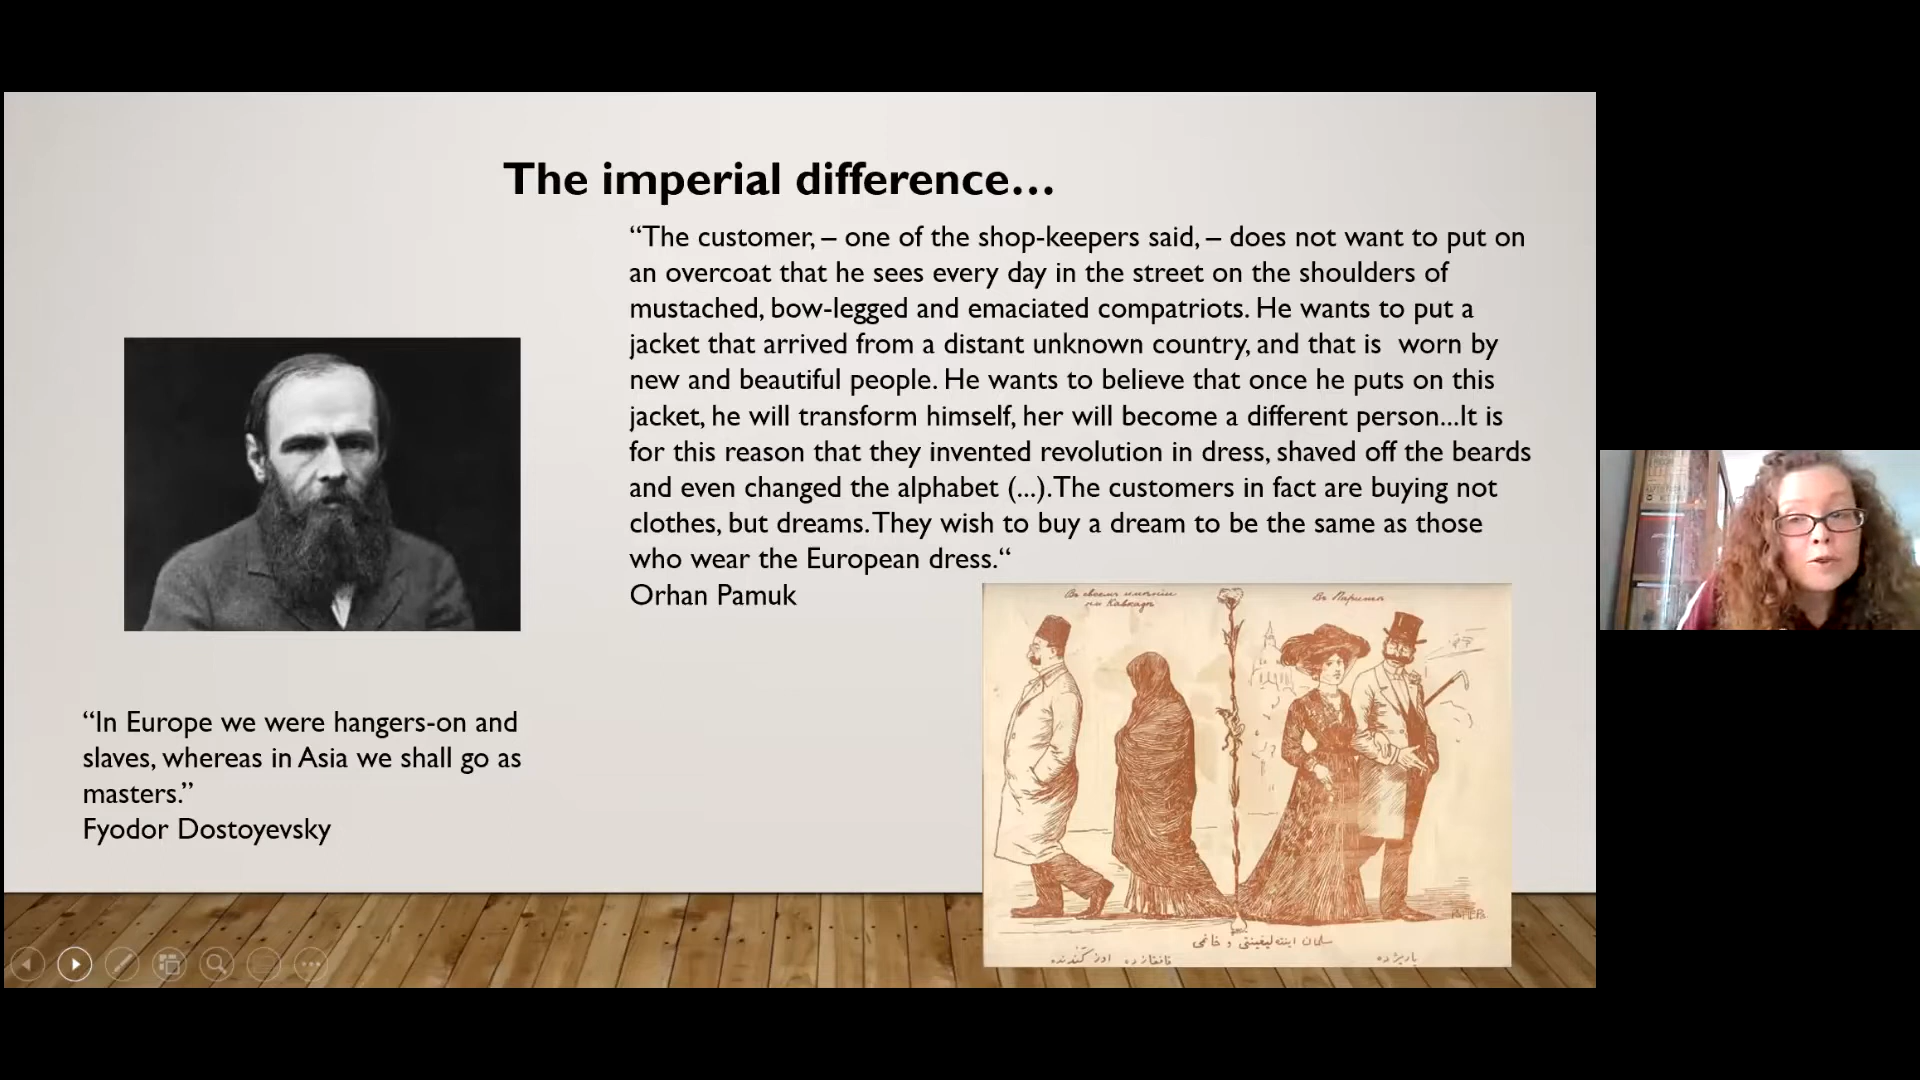 The imperial difference...
“The customer, – one of the shop-keepers said, – does not want to put on
an overcoat that he sees every day in the street on the shoulders of
mustached, bow-legged and emaciated compatriots. He wants to put a
jacket that arrived from a distant unknown country, and that is  worn by
new and beautiful people. He wants to believe that once he puts on this
jacket, he will transform himself, her will become a different person...It is
for this reason that they invented revolution in dress, shaved off the beards
and even changed the alphabet (...).The customers in fact are buying not
clothes, but dreams. They wish to buy a dream to be the same as those
who wear the European dress.“
Orhan Pamuk
“In Europe we were hangers-on and
slaves, whereas in Asia we shall go as
masters.”
Fyodor Dostoyevsky
Въ своемъ имѣніи
на Кавказѣ
Въ Парижѣ